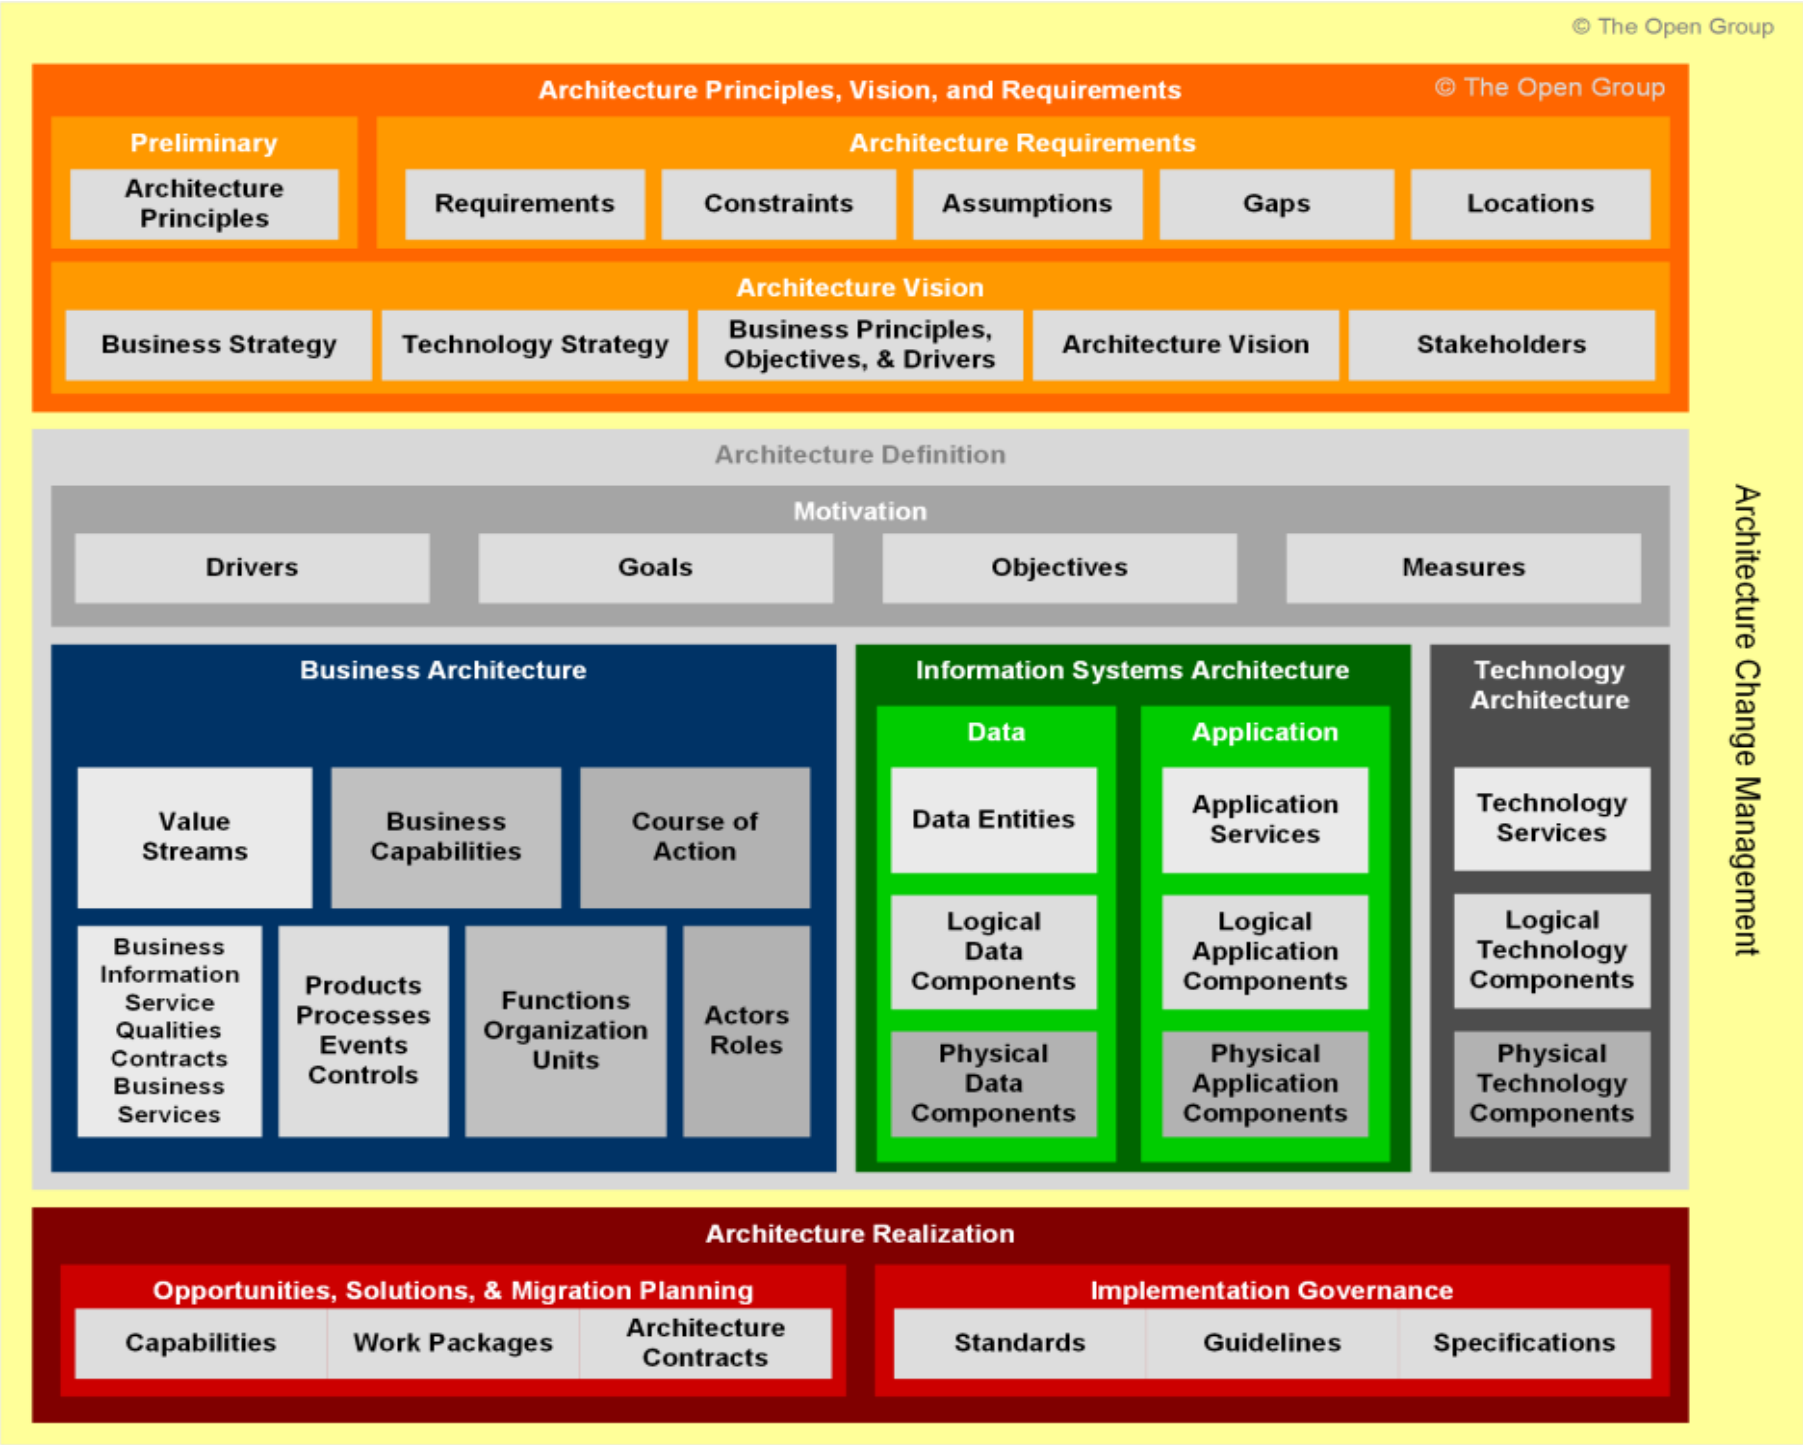 © The Open Group
Architecture Principles, Vision, and Requirements
© The Open Group
Preliminary
Architecture
Principles
Architecture Requirements
Requirements
Constraints
Assumptions
Gaps
Locations
Architecture Vision
Business Strategy
Technology Strategy
Business Principles,
Objectives, & Drivers
Architecture Vision
Stakeholders
Architecture Definition
Motivation
Drivers
Goals
Objectives
Measures
Business Architecture
Value
Streams
Business
Capabilities
Course of
Action
Business
Information
Service
Qualities
Contracts
Business
Services
Products
Processes
Events
Controls
Functions
Organization
Units
Actors
Roles
Information Systems Architecture
Data
Data Entities
Logical
Data
Components
Physical
Data
Components
Application
Application
Services
Logical
Application
Components
Physical
Application
Components
Technology
Architecture
Technology
Services
Logical
Technology
Components
Physical
Technology
Components
Architecture Change Management
Architecture Realization
Opportunities, Solutions, & Migration Planning
Capabilities
Work Packages
Architecture
Contracts
Implementation Governance
Standards
Guidelines
Specifications